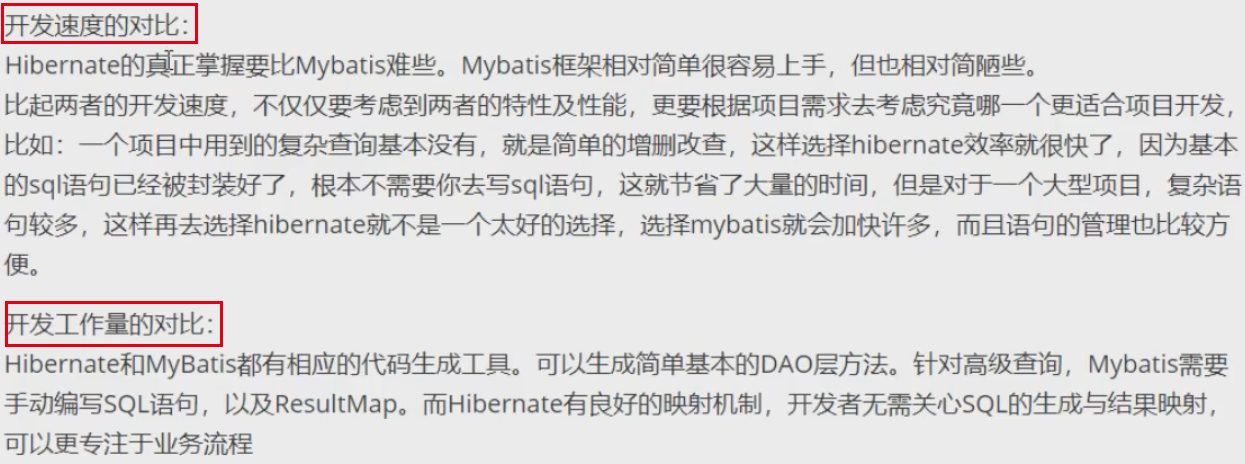 开发速度的对比：
Hibernate的真正掌握要比Mybatis难些。Mybatis框架相对简单很容易上手，但也相对简陋些。
比起两者的开发速度，不仅仅要考虑到两者的特性及性能，更要根据项目需求去考虑究竟哪一个更适合项目开发，
比如：一个项目中用到的复杂查询基本没有，就是简单的增删改查，这样选择hibernate效率就很快了，因为基本
的sql语句已经被封装好了，根本不需要你去写sql语句，这就节省了大量的时间，但是对于一个大型项目，复杂语
句较多，这样再去选择hibernate就不是一个太好的选择，选择mybatis就会加快许多，而且语句的管理也比较方
便。
开发工作量的对比：
Hibernate和MyBatis都有相应的代码生成工具。可以生成简单基本的DAO层方法。针对高级查询，Mybatis需要
手动编写SQL语句，以及ResultMap。而Hibernate有良好的映射机制，开发者无需关心SQL的生成与结果映射，
可以更专注于业务流程